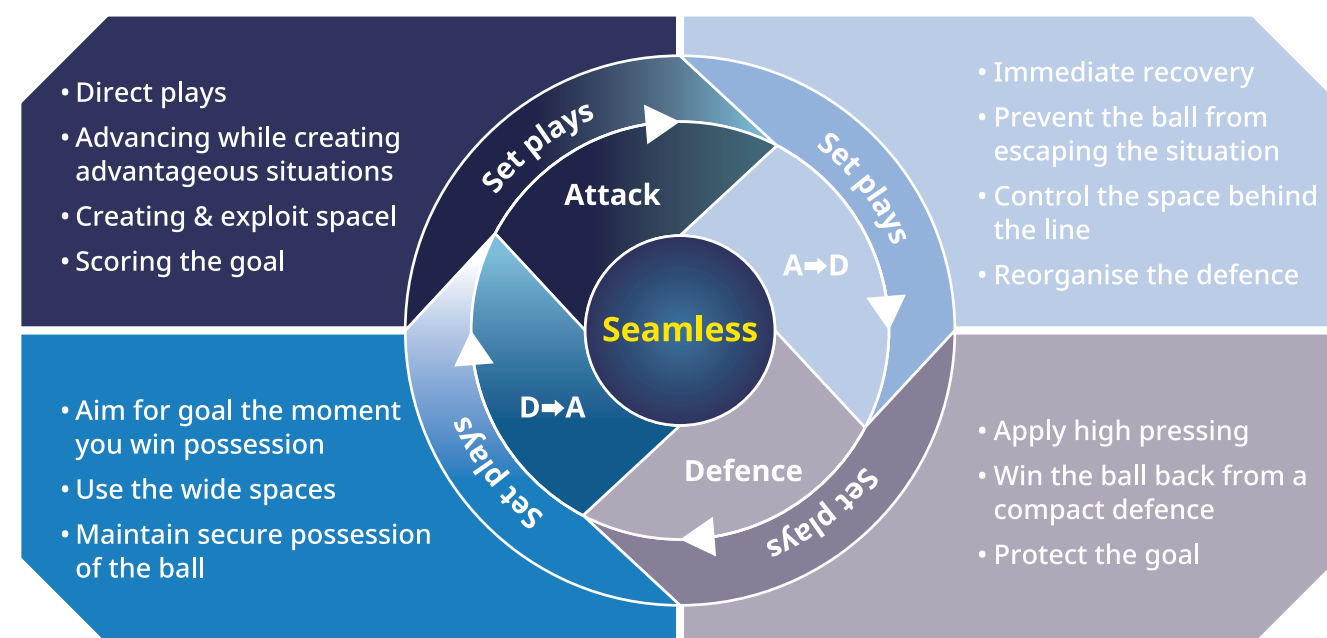 • Direct plays
• Advancing while creating
advantageous situations
• Creating & exploit spacel
• Scoring the goal
• Immediate recovery
• Prevent the ball from
escaping the situation
• Control the space behind
the line
• Reorganise the defence
Set plays
Attack
Set plays
A➡D
Seamless
D➡A
Set plays
Defence
Set plays
• Aim for goal the moment
you win possession
• Use the wide spaces
• Maintain secure possession
of the ball
• Apply high pressing
• Win the ball back from a
compact defence
• Protect the goal